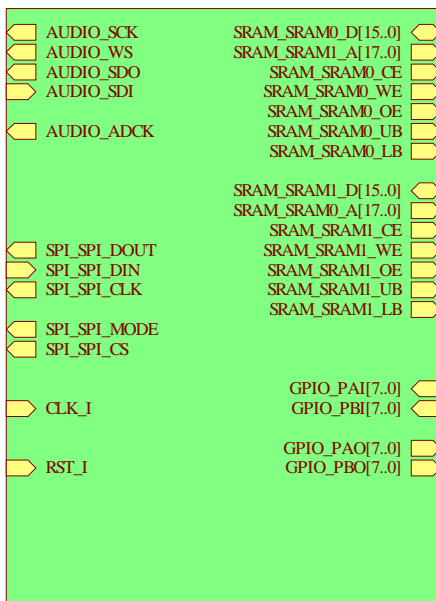 AUDIO_SCK
AUDIO_WS
AUDIO_SDO
AUDIO_SDI
AUDIO_ADCK
SPI_SPI_DOUT
SPI_SPI_DIN
SPI_SPI_CLK
SPI_SPI_MODE
SPI_SPI_CS
CLK_I
RST_I
SRAM_SRAM0_D[15..0]
SRAM_SRAM1_A[17..0]
SRAM_SRAM0_CE
SRAM_SRAM0_WE
SRAM_SRAM0_OE
SRAM_SRAM0_UB
SRAM_SRAM0_LB
SRAM_SRAM1_D[15..0]
SRAM_SRAM0_A[17..0]
SRAM_SRAM1_CE
SRAM_SRAM1_WE
SRAM_SRAM1_OE
SRAM_SRAM1_UB
SRAM_SRAM1_LB
GPIO_PAI[7..0]
GPIO_PBI[7..0]
GPIO_PAO[7..0]
GPIO_PBO[7..0]